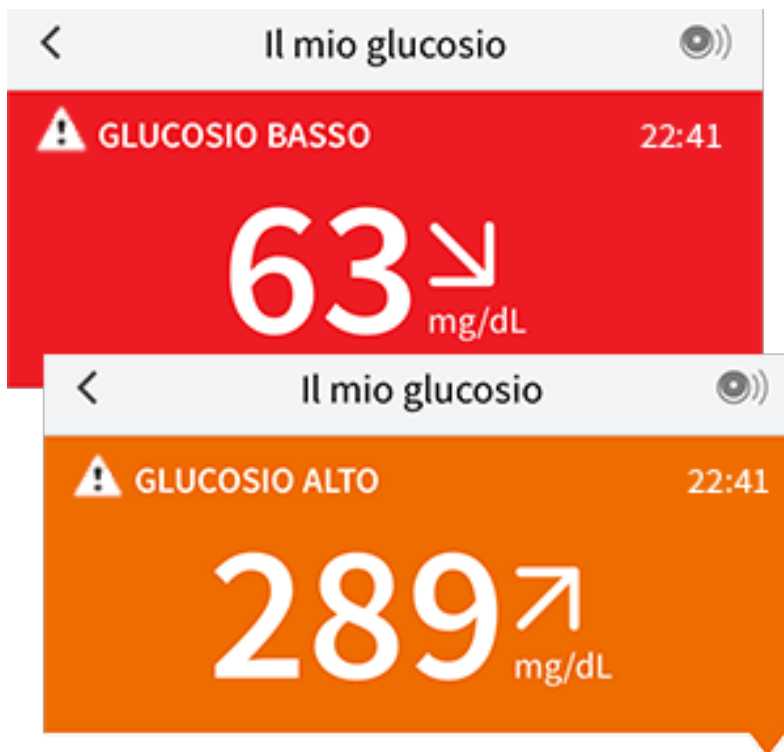 Il mio glucosio
GLUCOSIO BASSO 22:41
63
mg/dL
Il mio glucosio
GLUCOSIO ALTO 22:41
289
mg/dL